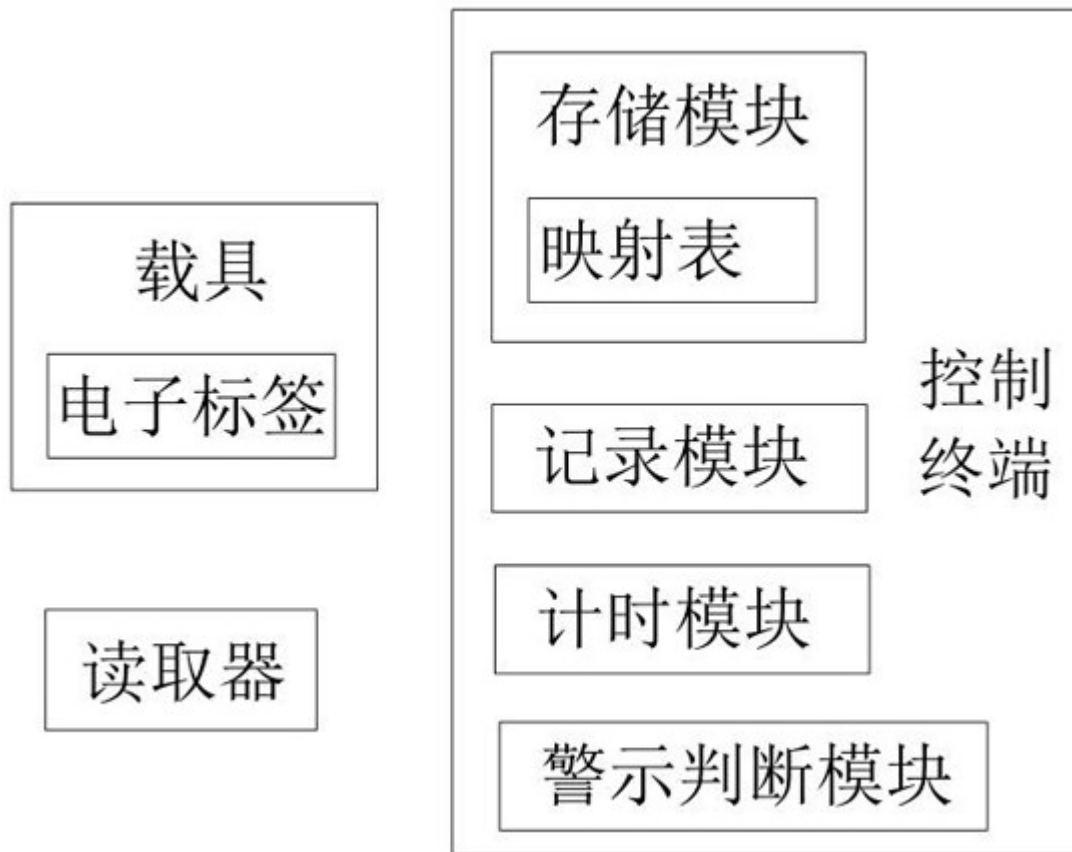 载具
电子标签
读取器
存储模块
映射表
记录模块
计时模块
警示判断模块
控制
终端